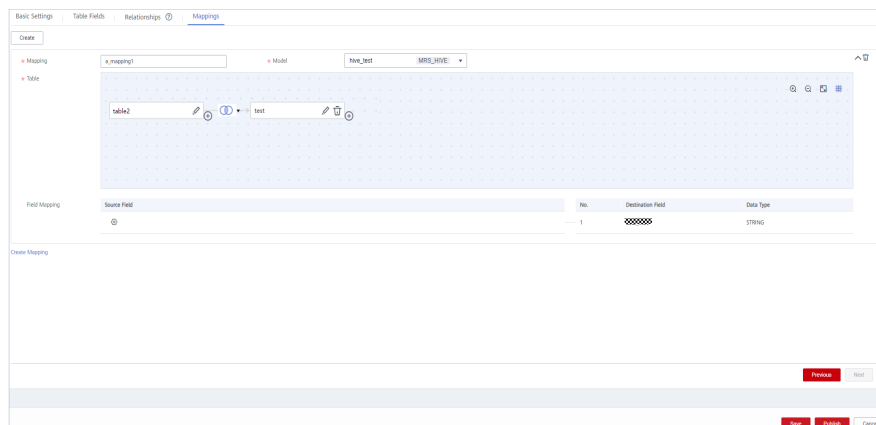 Basic Settings Table Fields Relationships ? Mappings
Create
* Mapping a_mapping1 * Model hive_test MRS_HIVE
* Table
table2 test
Field Mapping Source Field No. Destination Field Data Type
1 STRING
Create Mapping
Previous Next
Save Publish Cance